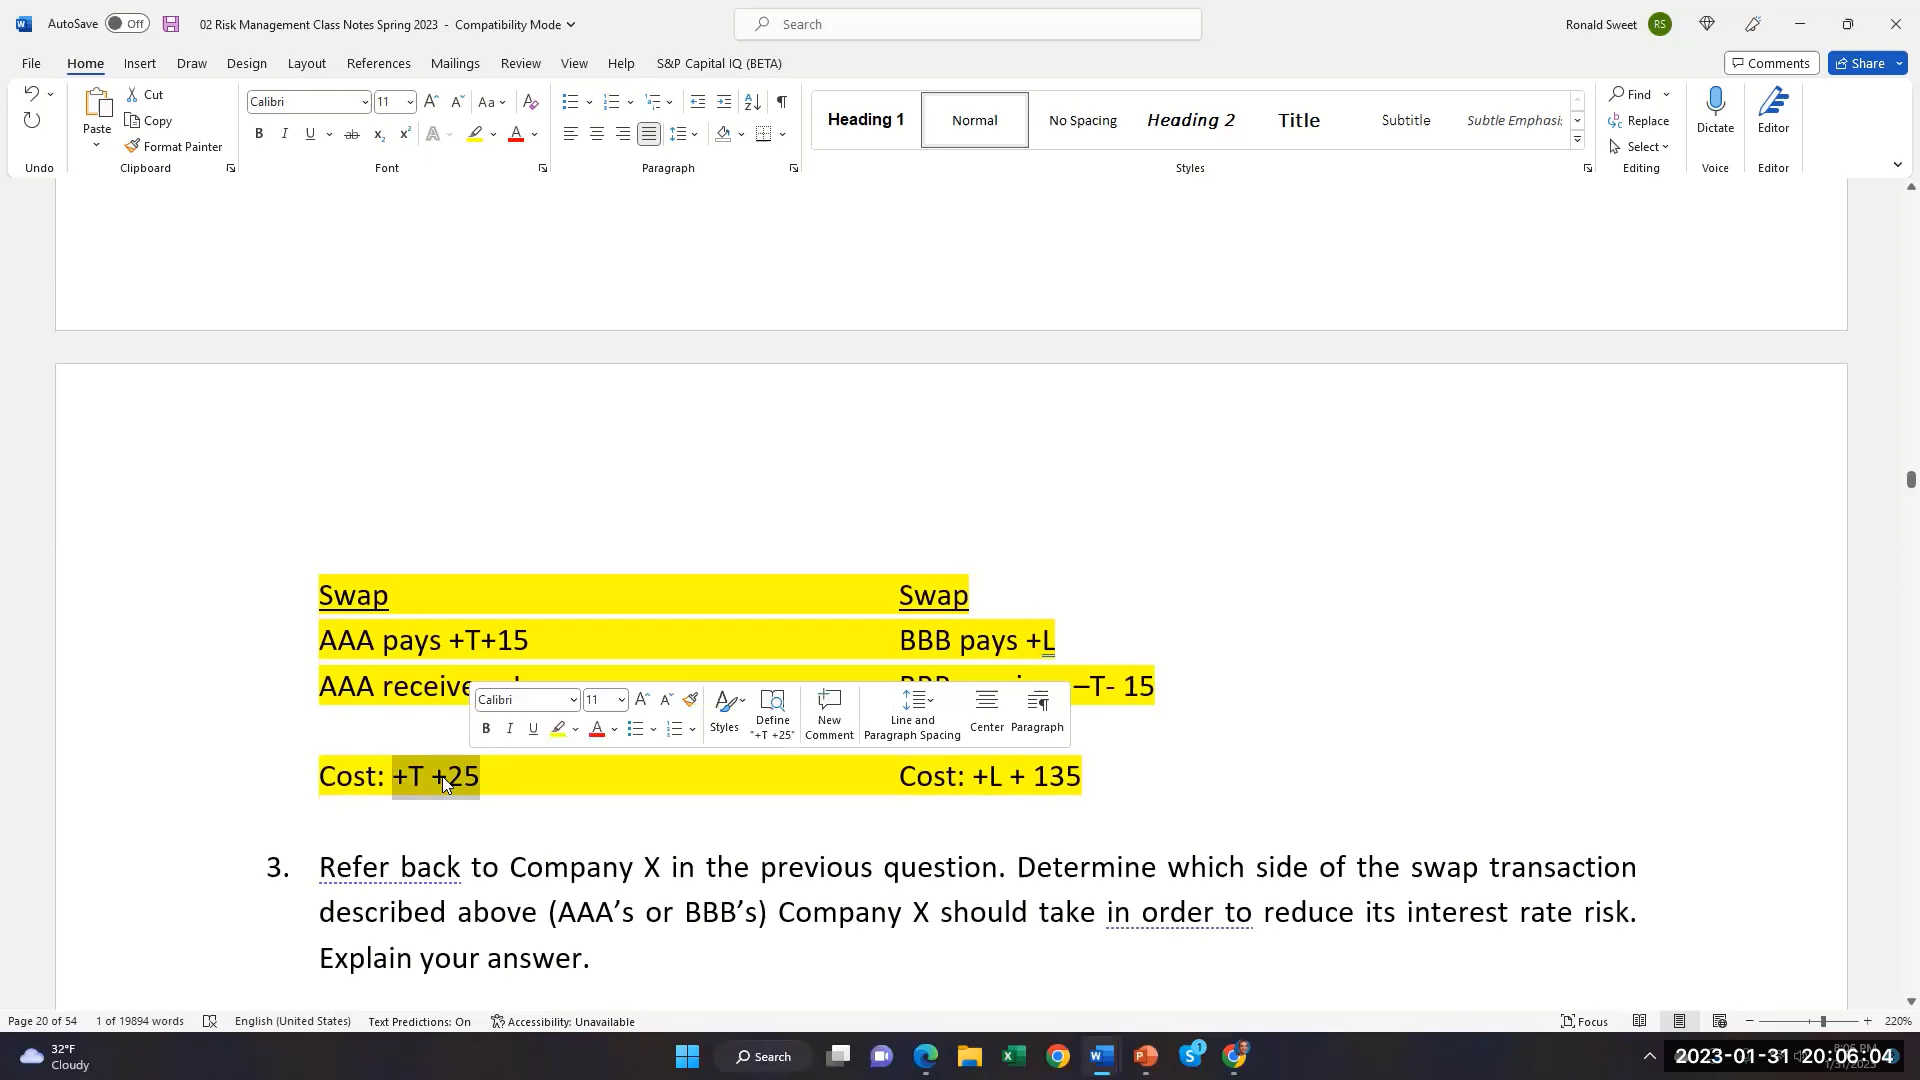 AutoSave Off 02 Risk Management Class Notes Spring 2023 - Compatibility Mode Search Ronald Sweet RS
File Home Insert Draw Design Layout References Mailings Review View Help S&P Capital IQ (BETA) Comments Share
Paste Cut Copy Format Painter
Calibri 11
Heading 1 Normal No Spacing Heading 2 Title Subtitle Subtle Emphasis
Find Replace Select
Dictate Editor
Undo Clipboard Font Paragraph Styles Editing Voice Editor
Swap Swap
AAA pays +T+15 BBB pays +L
AAA receive –T- 15
Calibri 11 Styles Define "+T +25" New Comment Line and Paragraph Spacing Center Paragraph
Cost: +T +25 Cost: +L + 135
3. Refer back to Company X in the previous question. Determine which side of the swap transaction
described above (AAA’s or BBB’s) Company X should take in order to reduce its interest rate risk.
Explain your answer.
Page 20 of 54 1 of 19894 words English (United States) Text Predictions: On Accessibility: Unavailable Focus 220%
32°F
Cloudy
Search
2023-01-31 20:06:04